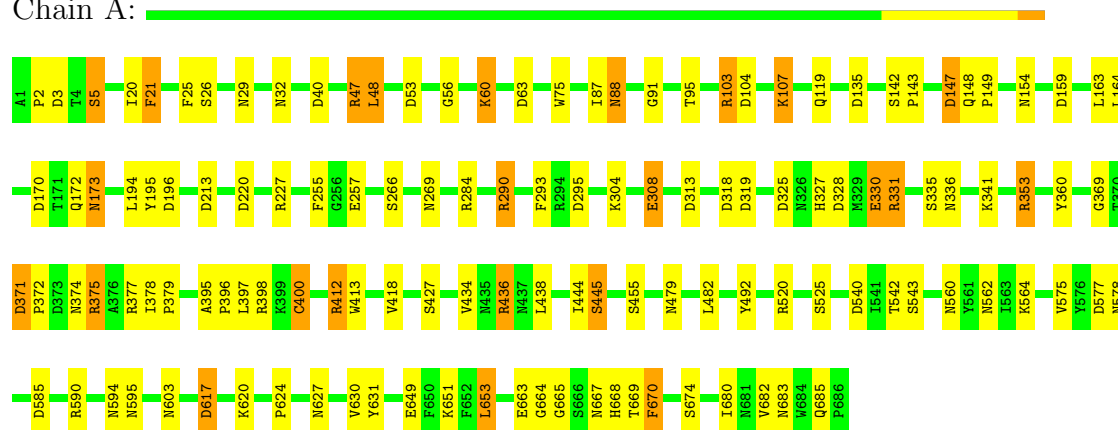 Chain A:
A1 P2 D3 T4 S5 I20 F21 F25 S26 N29 N32 D40 R47 L48 D53 G56 K60 D63 W75 I87 N88 G91 T95 R103 D104 K107 Q119 D135 S142 P143 D147 Q148 P149 N154 D159 L163 L164
D170 T171 Q172 N173 L194 Y195 D196 D213 D220 R227 F255 G256 E257 S266 N269 R284 R290 F293 R294 D295 K304 E308 D313 D318 D319 D325 N326 H327 D328 M329 E330 R331 S335 N336 K341 R353 Y360 G369 T370
D371 P372 D373 N374 R375 A376 R377 I378 P379 A395 P396 L397 R398 K399 C400 R412 W413 V418 S427 V434 N435 R436 N437 L438 I444 S445 S455 N479 L482 Y492 R520 S525 D540 I541 T542 S543 N560 Y561 N562 I563 K564 V575 Y576 D577 N578
D585 R590 N594 N595 N603 D617 K620 P624 N627 V630 Y631 E649 F650 K651 F652 L653 E663 G664 G665 S666 N667 H668 T669 F670 S674 I680 N681 V682 N683 W684 Q685 P686